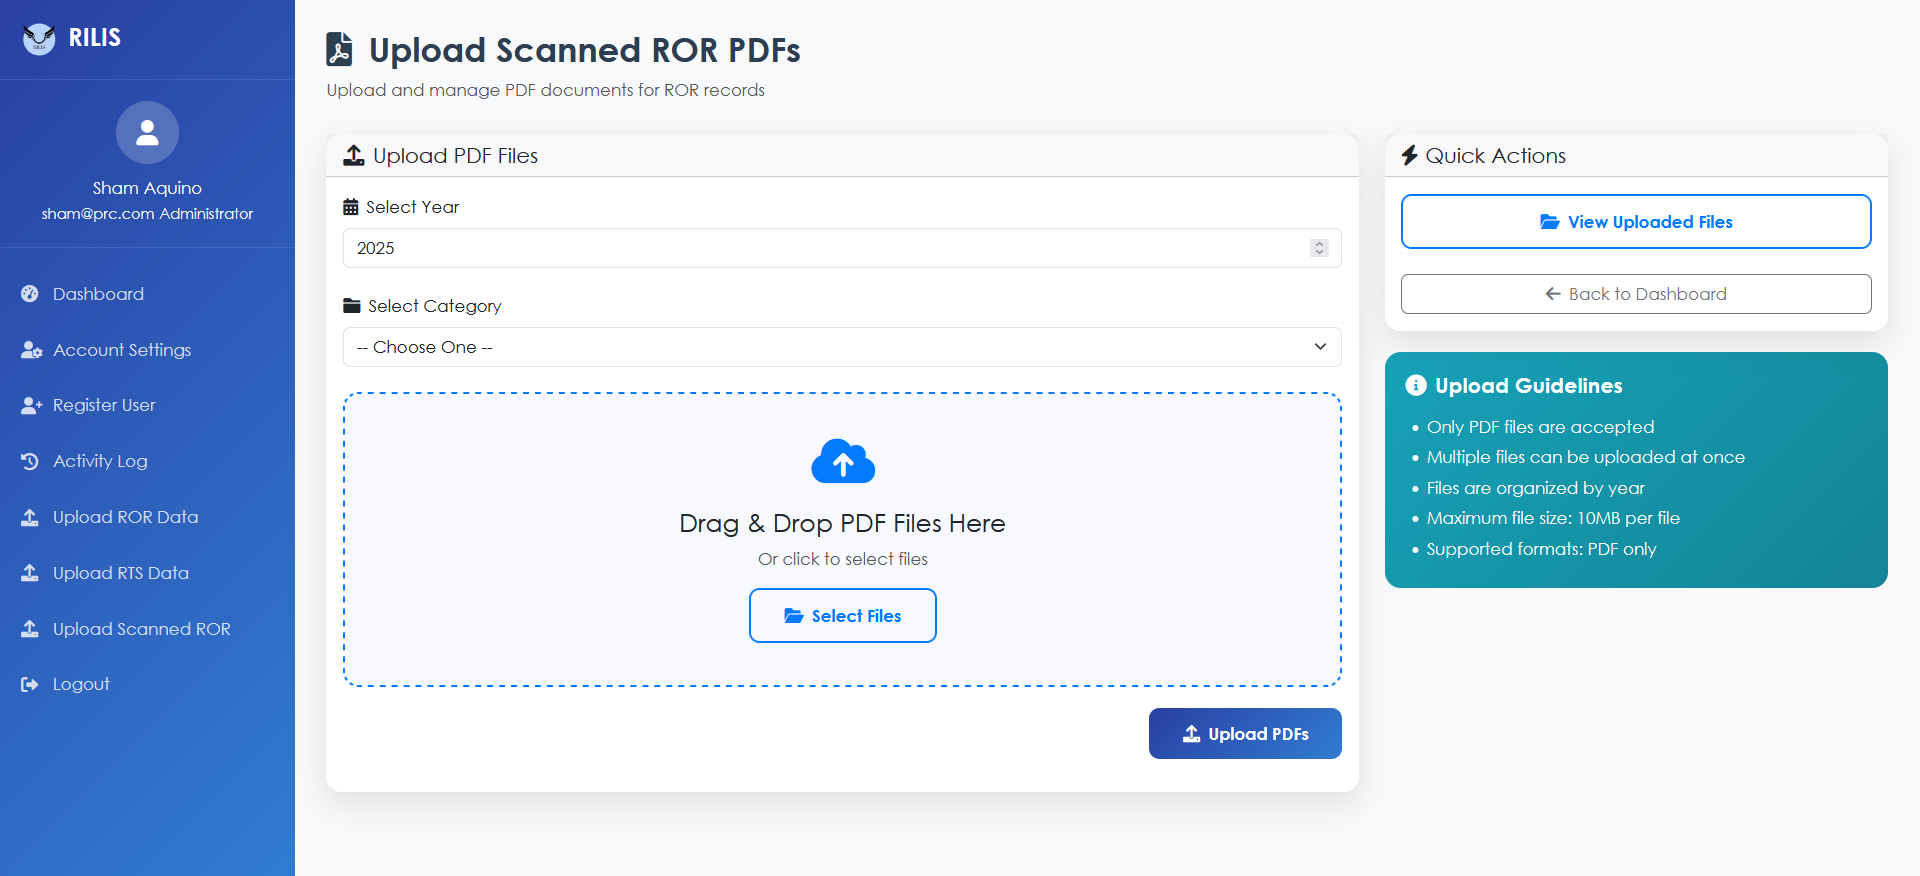 RILIS
RILIS
Sham Aquino
sham@prc.com Administrator
Dashboard
Account Settings
Register User
Activity Log
Upload ROR Data
Upload RTS Data
Upload Scanned ROR
Logout
Upload Scanned ROR PDFs
Upload and manage PDF documents for ROR records
Upload PDF Files
Select Year
2025
Select Category
-- Choose One --
Drag & Drop PDF Files Here
Or click to select files
Select Files
Upload PDFs
Quick Actions
View Uploaded Files
Back to Dashboard
Upload Guidelines
• Only PDF files are accepted
• Multiple files can be uploaded at once
• Files are organized by year
• Maximum file size: 10MB per file
• Supported formats: PDF only